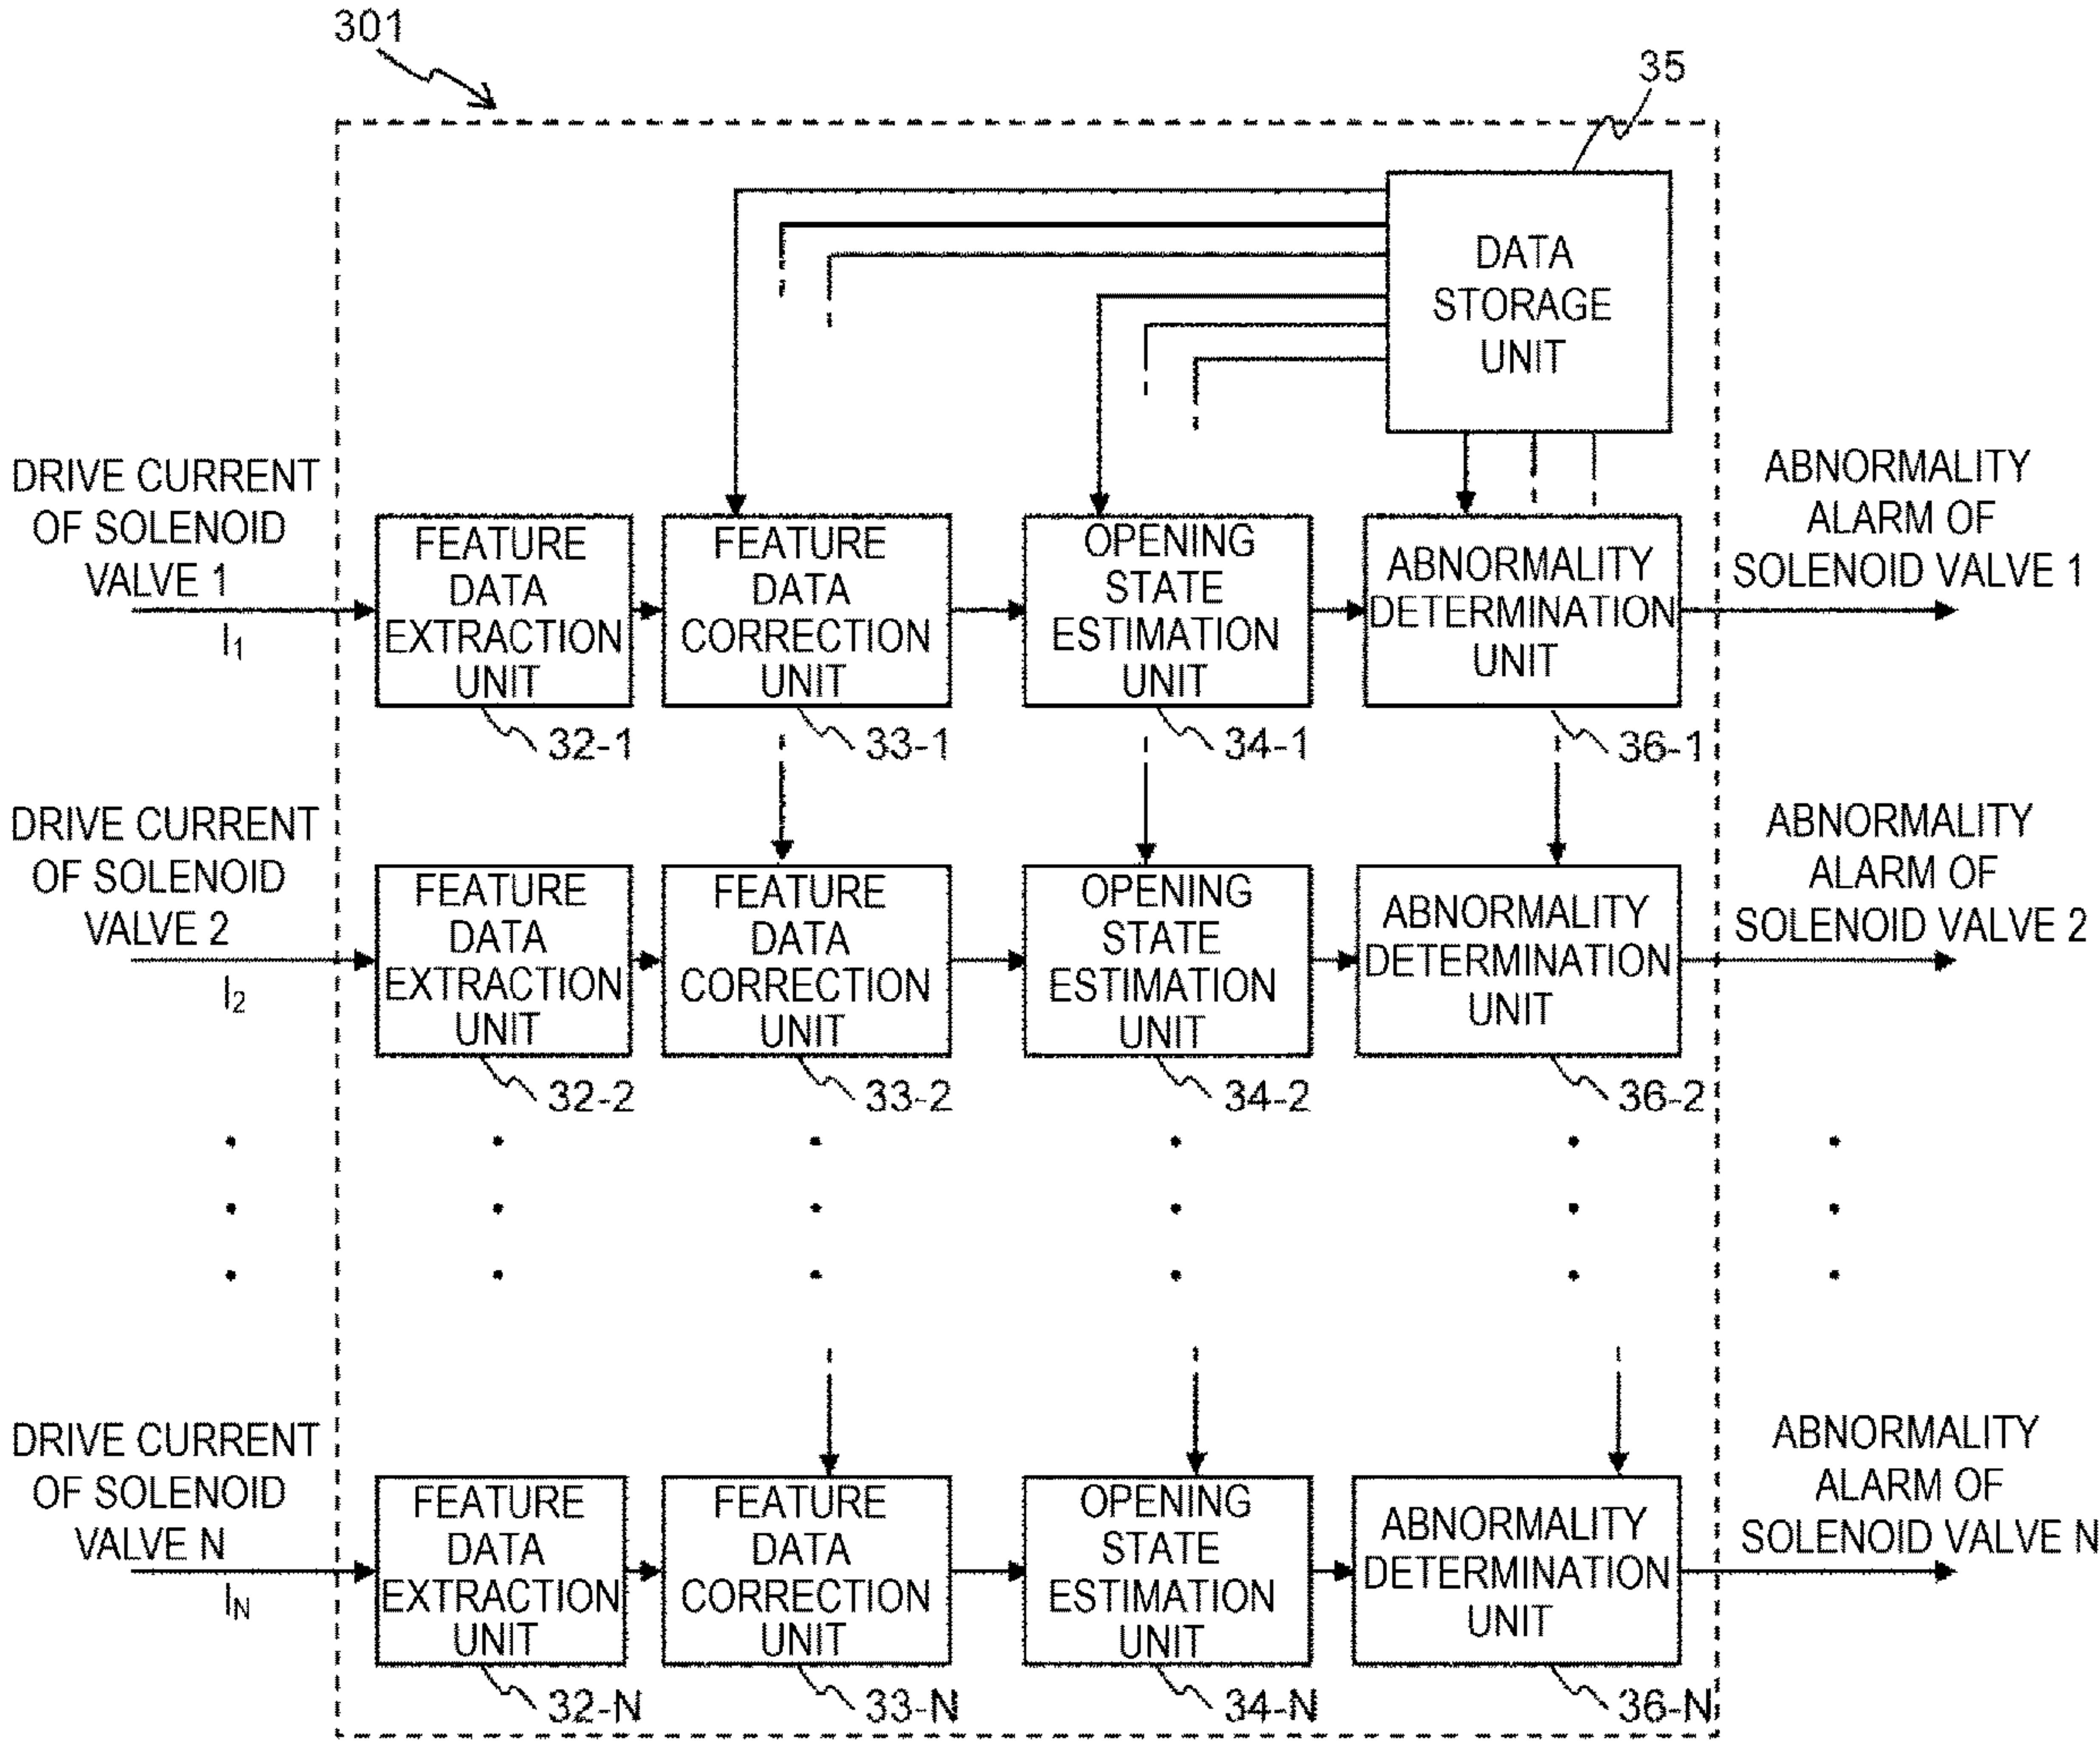 301
35
DATA
STORAGE
UNIT
DRIVE CURRENT
OF SOLENOID
VALVE 1
I1
FEATURE
DATA
EXTRACTION
UNIT
32-1
FEATURE
DATA
CORRECTION
UNIT
33-1
OPENING
STATE
ESTIMATION
UNIT
34-1
ABNORMALITY
DETERMINATION
UNIT
36-1
ABNORMALITY
ALARM OF
SOLENOID VALVE 1
DRIVE CURRENT
OF SOLENOID
VALVE 2
I2
FEATURE
DATA
EXTRACTION
UNIT
32-2
FEATURE
DATA
CORRECTION
UNIT
33-2
OPENING
STATE
ESTIMATION
UNIT
34-2
ABNORMALITY
DETERMINATION
UNIT
36-2
ABNORMALITY
ALARM OF
SOLENOID VALVE 2
DRIVE CURRENT
OF SOLENOID
VALVE N
IN
FEATURE
DATA
EXTRACTION
UNIT
32-N
FEATURE
DATA
CORRECTION
UNIT
33-N
OPENING
STATE
ESTIMATION
UNIT
34-N
ABNORMALITY
DETERMINATION
UNIT
36-N
ABNORMALITY
ALARM OF
SOLENOID VALVE N